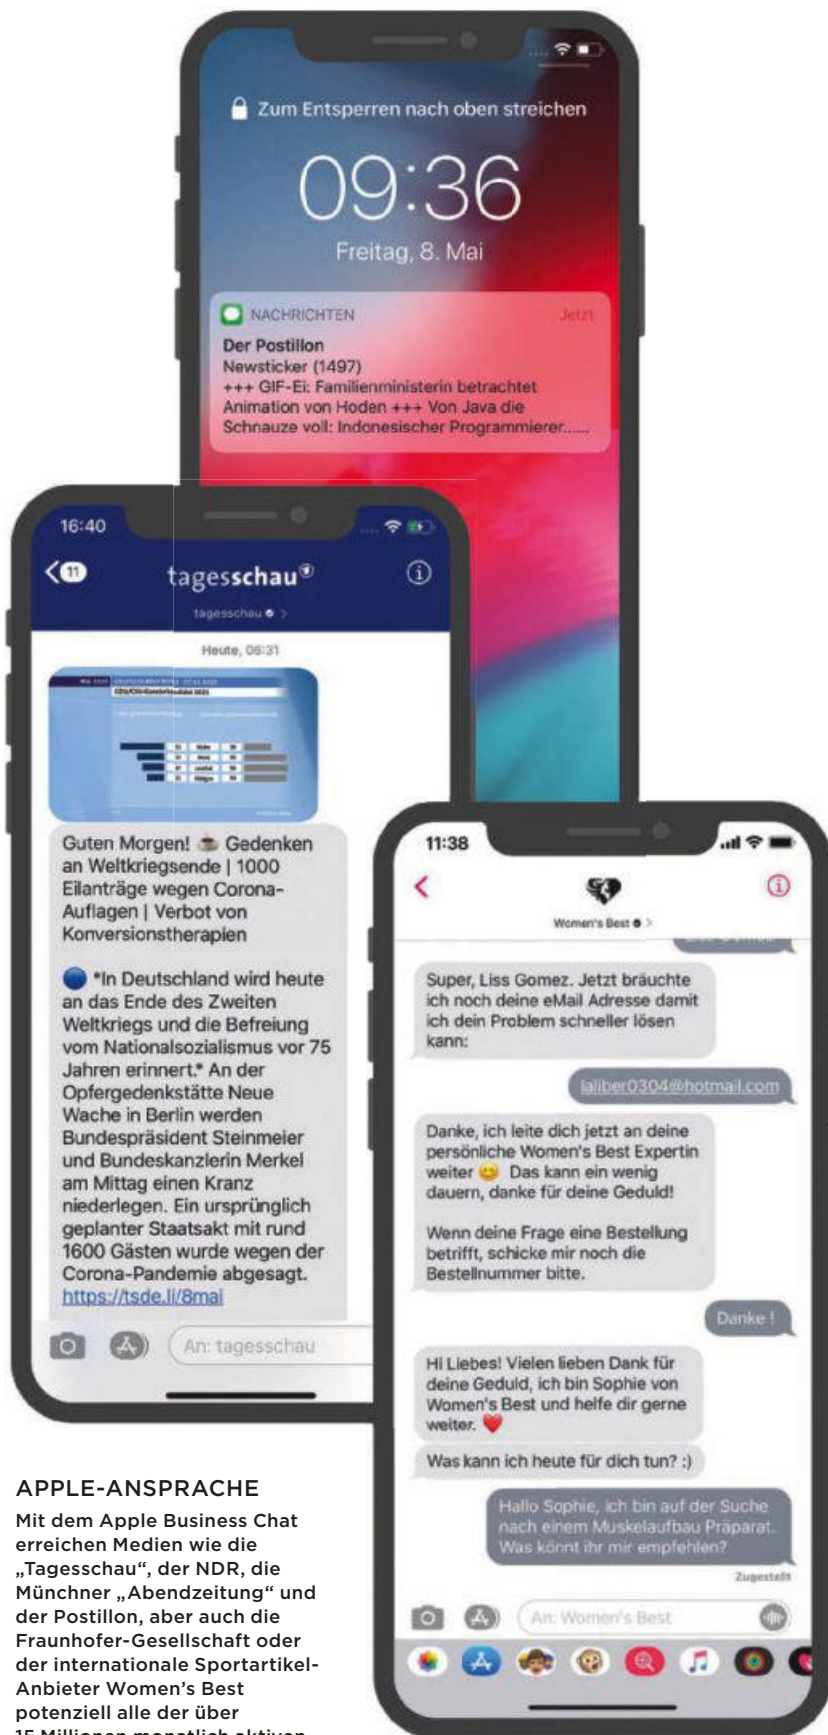 Zum Entsperren nach oben streichen
09:36
Freitag, 8. Mai
NACHRICHTEN Jetzt
Der Postillon
Newsticker (1497)
+++ GIF-Ei: Familienministerin betrachtet
Animation von Hoden +++ Von Java die
Schnauze voll: Indonesischer Programmierer......
16:40
11
tagesschau
tagesschau
Heute, 06:31
Guten Morgen! ☕ Gedenken
an Weltkriegsende | 1000
Eilanträge wegen Corona-
Auflagen | Verbot von
Konversionstherapien
🔵 *In Deutschland wird heute
an das Ende des Zweiten
Weltkriegs und die Befreiung
vom Nationalsozialismus vor 75
Jahren erinnert.* An der
Opfergedenkstätte Neue
Wache in Berlin werden
Bundespräsident Steinmeier
und Bundeskanzlerin Merkel
am Mittag einen Kranz
niederlegen. Ein ursprünglich
geplanter Staatsakt mit rund
1600 Gästen wurde wegen der
Corona-Pandemie abgesagt.
https://tsde.li/8mai
An: tagesschau
11:38
Women's Best
Super, Liss Gomez. Jetzt bräuchte
ich noch deine eMail Adresse damit
ich dein Problem schneller lösen
kann:
laliber0304@hotmail.com
Danke, ich leite dich jetzt an deine
persönliche Women's Best Expertin
weiter 😊 Das kann ein wenig
dauern, danke für deine Geduld!
Wenn deine Frage eine Bestellung
betrifft, schicke mir noch die
Bestellnummer bitte.
Danke !
Hi Liebes! Vielen lieben Dank für
deine Geduld, ich bin Sophie von
Women's Best und helfe dir gerne
weiter. ❤️
Was kann ich heute für dich tun? :)
Hallo Sophie, ich bin auf der Suche
nach einem Muskelaufbau Präparat.
Was könnt ihr mir empfehlen?
Zugestellt
An: Women's Best
APPLE-ANSPRACHE
Mit dem Apple Business Chat
erreichen Medien wie die
„Tagesschau“, der NDR, die
Münchner „Abendzeitung“ und
der Postillon, aber auch die
Fraunhofer-Gesellschaft oder
der internationale Sportartikel-
Anbieter Women's Best
potenziell alle der über
15 Millionen monatlich aktiven